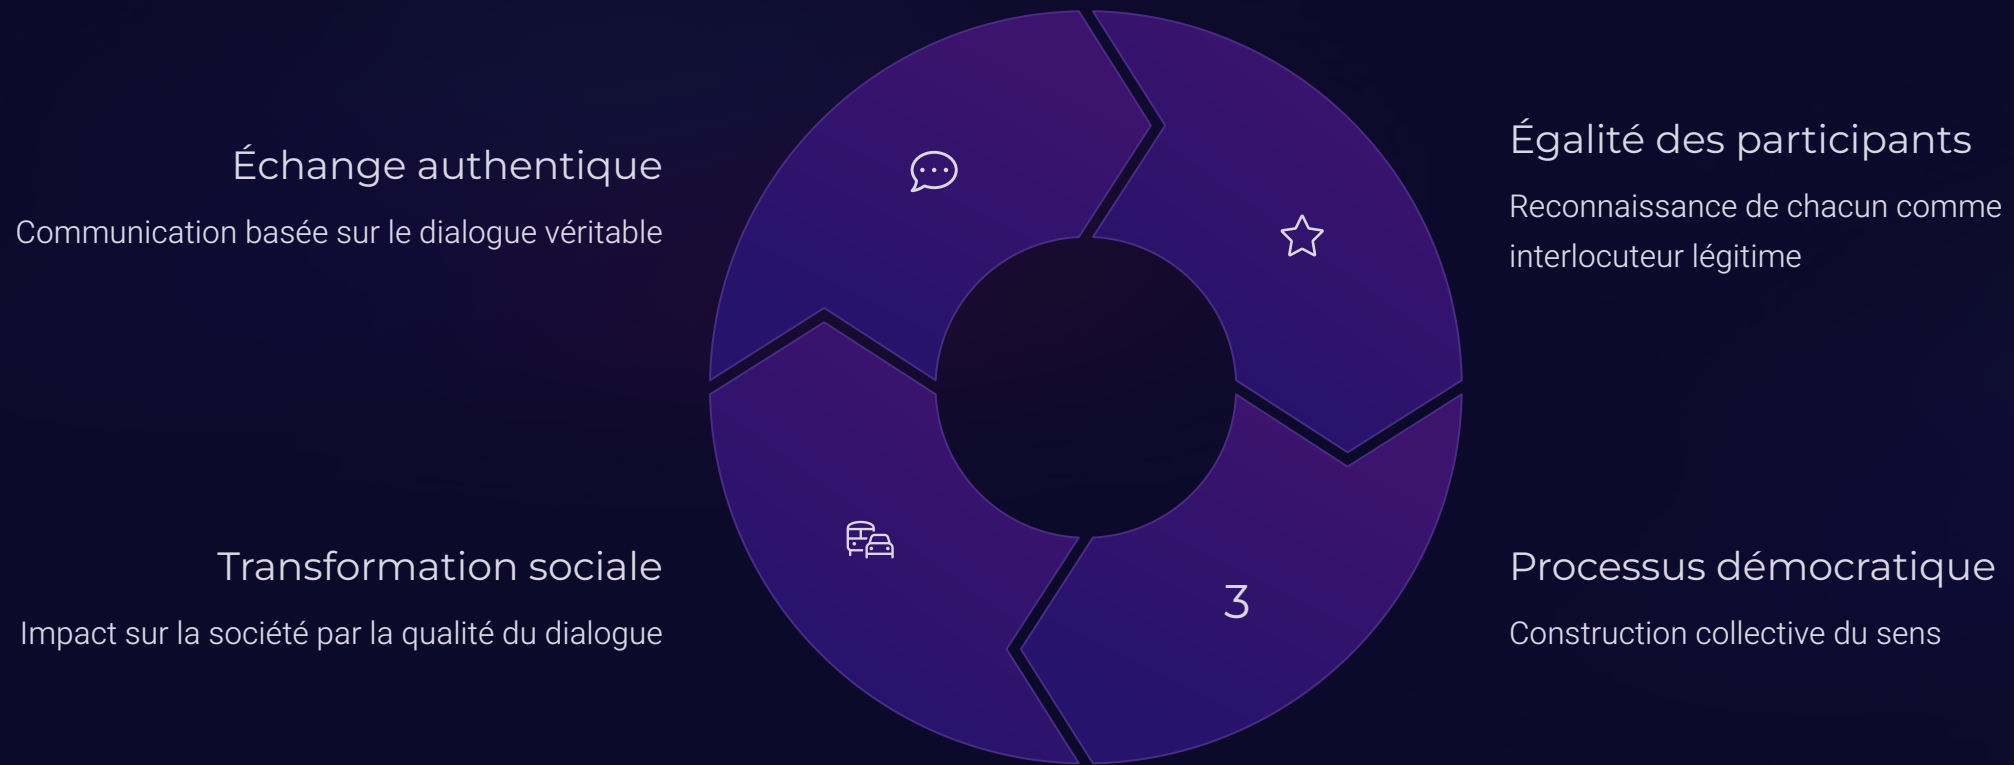 Échange authentique
Communication basée sur le dialogue véritable
Égalité des participants
Reconnaissance de chacun comme
interlocuteur légitime
Transformation sociale
Impact sur la société par la qualité du dialogue
3
Processus démocratique
Construction collective du sens